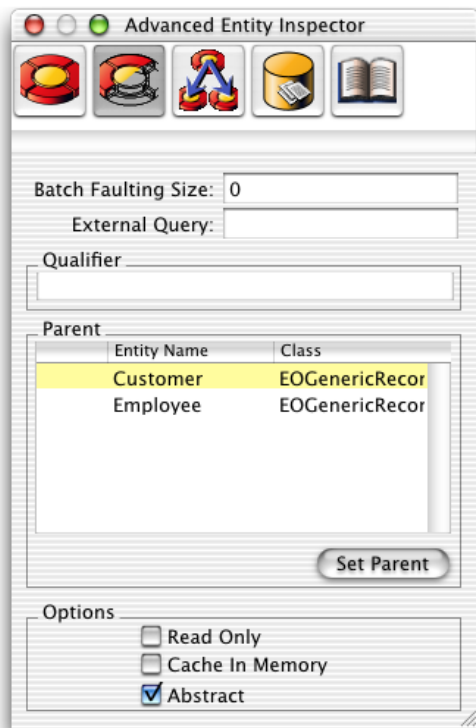 Advanced Entity Inspector
Batch Faulting Size: 0
External Query:
Qualifier
Parent
Entity Name Class
Customer EOGenericRecor
Employee EOGenericRecor
Set Parent
Options
Read Only
Cache In Memory
Abstract